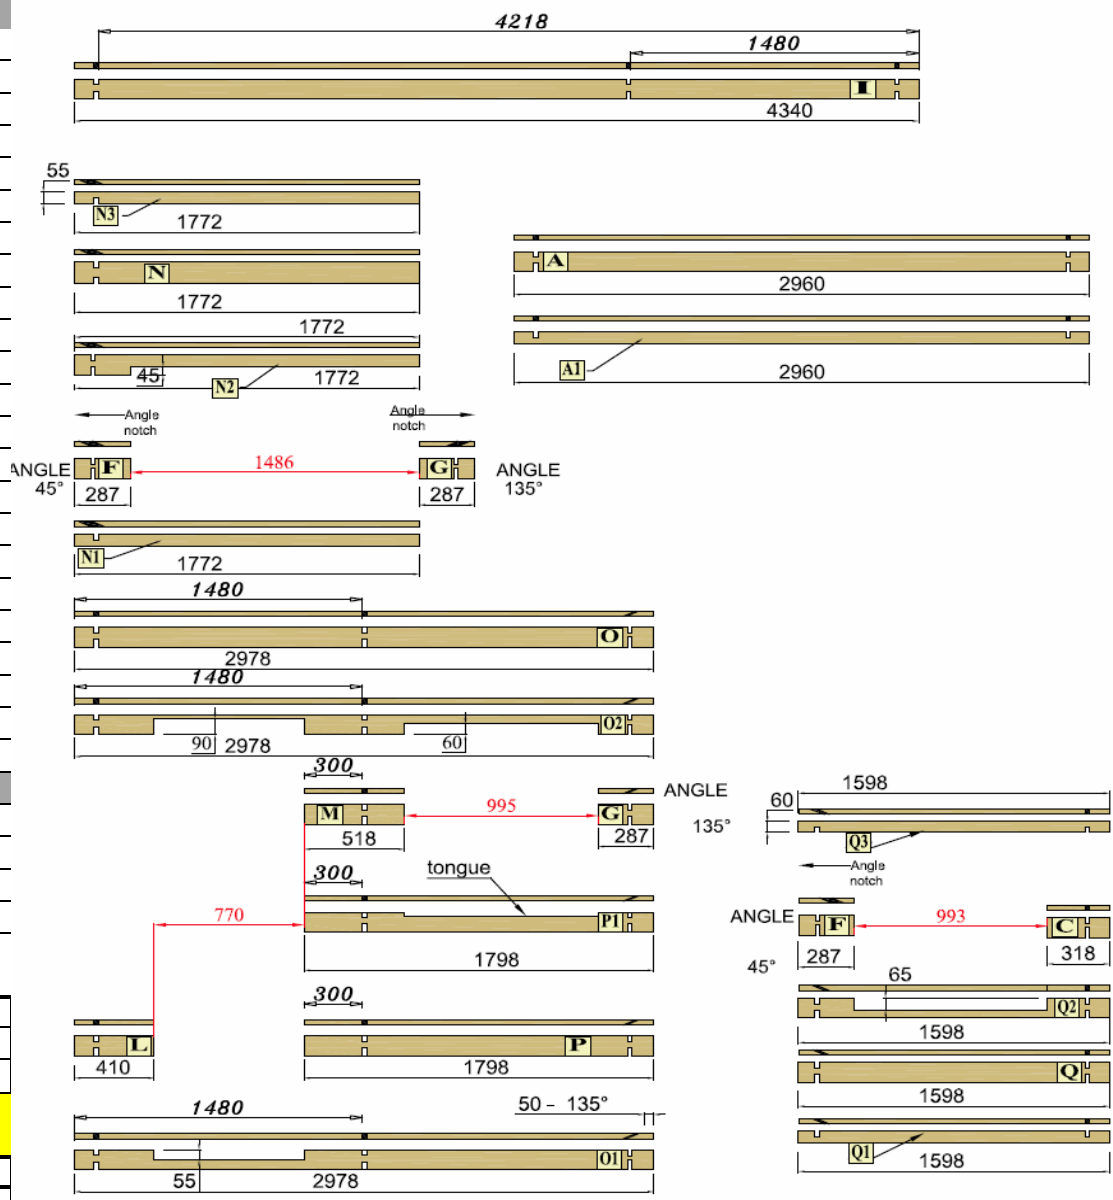 4218
1480
I
4340
55
N3
1772
N
1772
A
2960
1772
45
N2
1772
A1
2960
Angle
notch
Angle
notch
ANGLE
45°
F
1486
G
ANGLE
135°
287
287
N1
1772
1480
O
2978
1480
O2
90
2978
60
300
M
995
G
ANGLE
135°
518
287
1598
60
Q3
Angle
notch
300
tongue
770
P1
1798
ANGLE
45°
F
993
C
287
318
65
Q2
1598
300
L
P
410
1798
Q
1598
1480
50 - 135°
O1
55
2978
Q1
1598